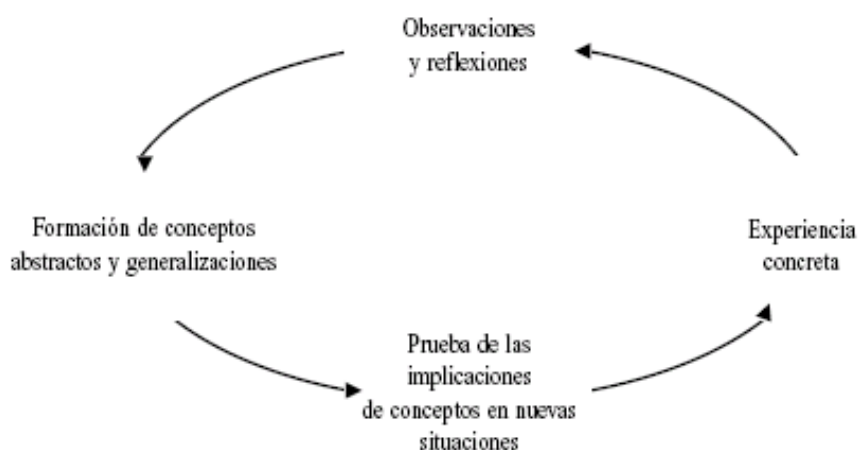 Observaciones
y reflexiones
Formación de conceptos
abstractos y generalizaciones
Experiencia
concreta
Prueba de las
implicaciones
de conceptos en nuevas
situaciones